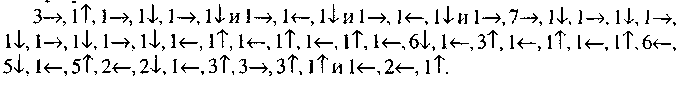 3→, 1↑, 1→, 1↓, 1→, 1↓ и 1→, 1←, 1↓ и 1→, 1←, 1↓ и 1→, 7→, 1↓, 1→, 1↓, 1→,
1↓, 1→, 1↓, 1→, 1↓, 1←, 1↑, 1←, 1↑, 1←, 1↑, 1←, 6↓, 1←, 3↑, 1←, 1↑, 1←, 1↑, 6←,
5↓, 1←, 5↑, 2←, 2↓, 1←, 3↑, 3→, 3↑, 1↑ и 1←, 2←, 1↑.